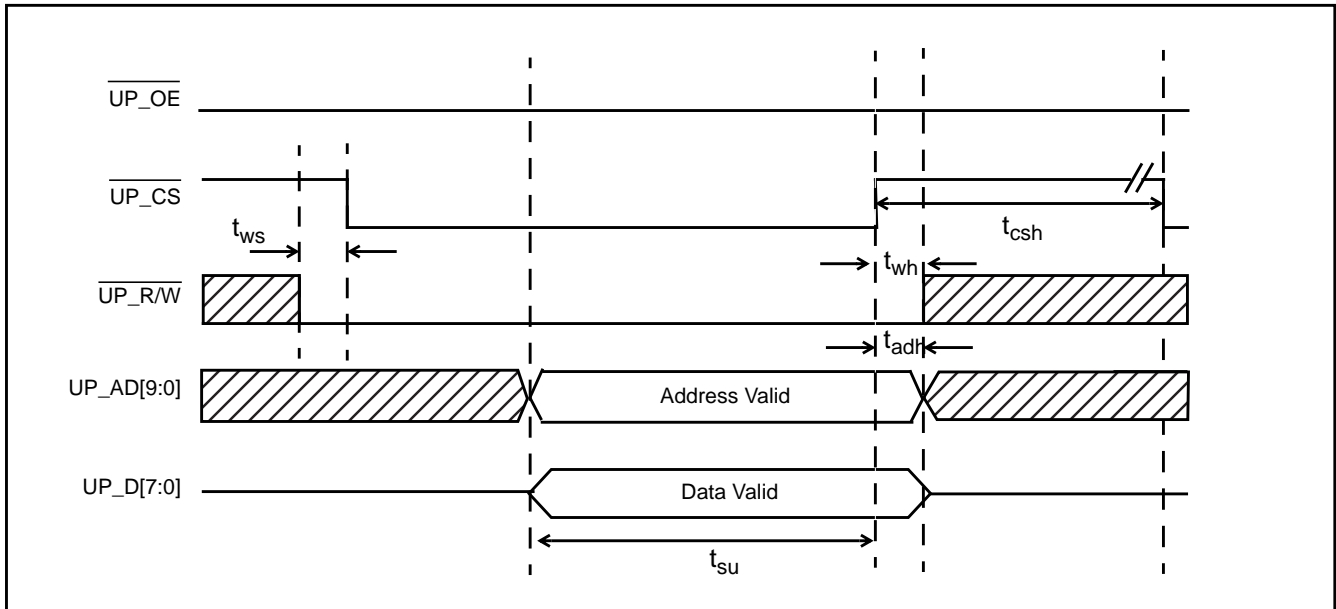 UP_OE
UP_CS
t_ws
t_csh
t_wh
UP_R/W
t_adh
UP_AD[9:0]
Address Valid
UP_D[7:0]
Data Valid
t_su